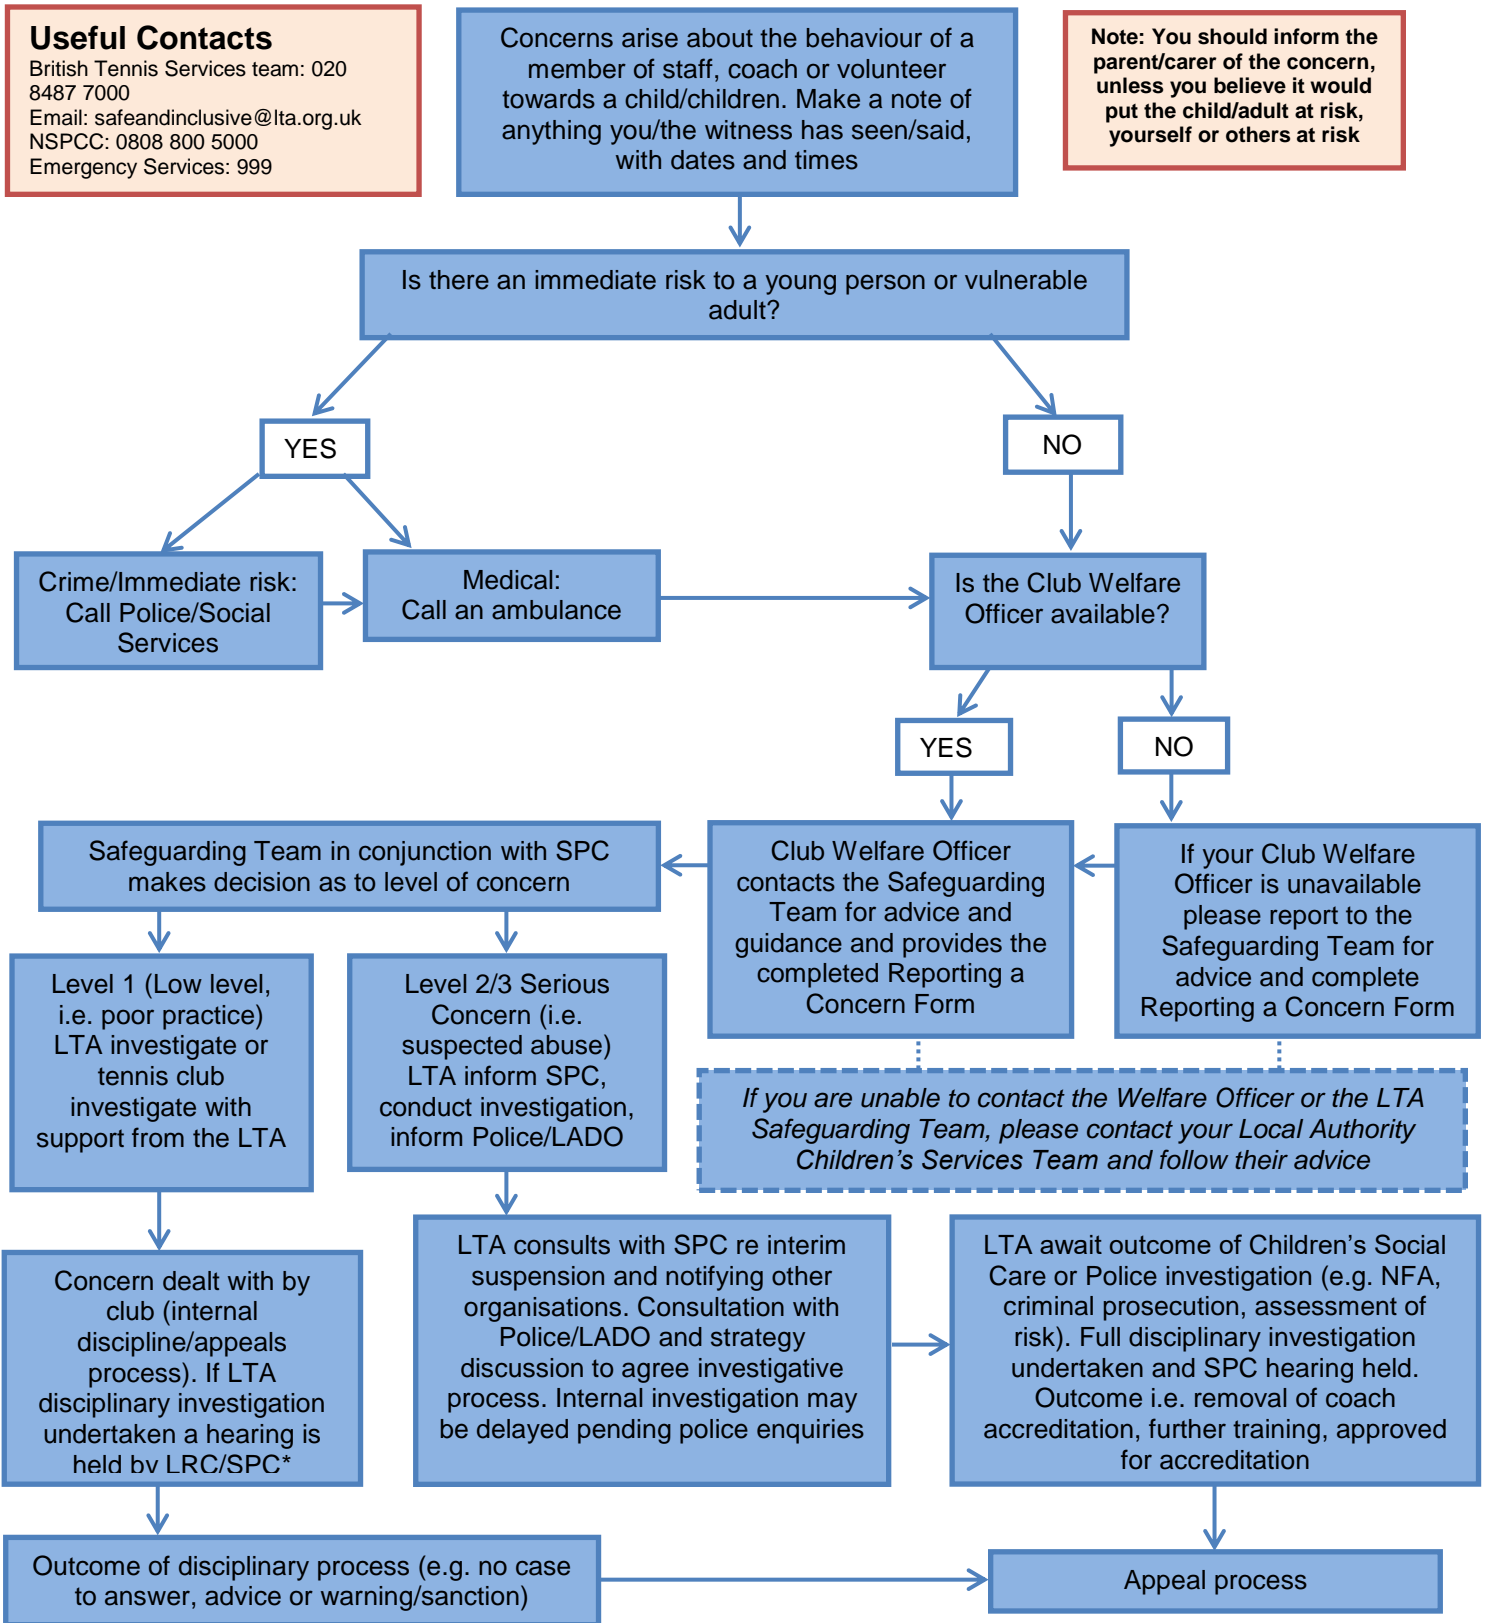 Useful Contacts
British Tennis Services team: 020
8487 7000
Email: safeandinclusive@lta.org.uk
NSPCC: 0808 800 5000
Emergency Services: 999
Concerns arise about the behaviour of a
member of staff, coach or volunteer
towards a child/children. Make a note of
anything you/the witness has seen/said,
with dates and times
Note: You should inform the
parent/carer of the concern,
unless you believe it would
put the child/adult at risk,
yourself or others at risk
Is there an immediate risk to a young person or vulnerable
adult?
YES
NO
Crime/Immediate risk:
Call Police/Social
Services
Medical:
Call an ambulance
Is the Club Welfare
Officer available?
YES
NO
Safeguarding Team in conjunction with SPC
makes decision as to level of concern
Club Welfare Officer
contacts the Safeguarding
Team for advice and
guidance and provides the
completed Reporting a
Concern Form
If your Club Welfare
Officer is unavailable
please report to the
Safeguarding Team for
advice and complete
Reporting a Concern Form
Level 1 (Low level,
i.e. poor practice)
LTA investigate or
tennis club
investigate with
support from the LTA
Level 2/3 Serious
Concern (i.e.
suspected abuse)
LTA inform SPC,
conduct investigation,
inform Police/LADO
If you are unable to contact the Welfare Officer or the LTA
Safeguarding Team, please contact your Local Authority
Children's Services Team and follow their advice
Concern dealt with by
club (internal
discipline/appeals
process). If LTA
disciplinary investigation
undertaken a hearing is
held by LRC/SPC*
LTA consults with SPC re interim
suspension and notifying other
organisations. Consultation with
Police/LADO and strategy
discussion to agree investigative
process. Internal investigation may
be delayed pending police enquiries
LTA await outcome of Children's Social
Care or Police investigation (e.g. NFA,
criminal prosecution, assessment of
risk). Full disciplinary investigation
undertaken and SPC hearing held.
Outcome i.e. removal of coach
accreditation, further training, approved
for accreditation
Outcome of disciplinary process (e.g. no case
to answer, advice or warning/sanction)
Appeal process